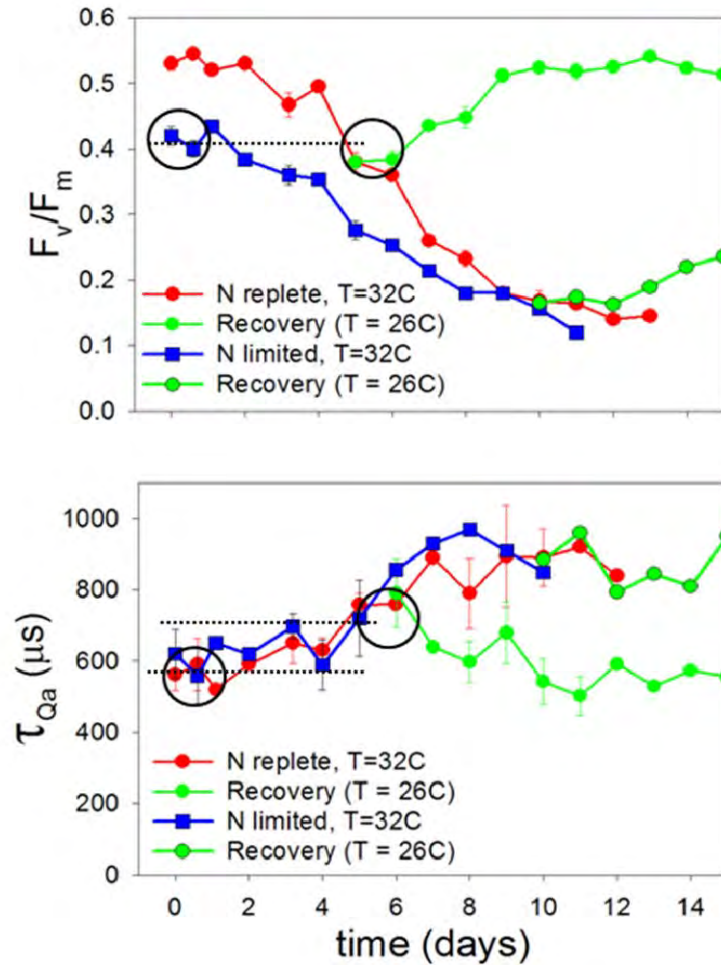 0.6
0.5
0.4
0.3
0.2
0.1
0.0
Fv/Fm
N replete, T=32C
Recovery (T = 26C)
N limited, T=32C
Recovery (T = 26C)
1000
800
600
400
200
0
τQa (μs)
N replete, T=32C
Recovery (T = 26C)
N limited, T=32C
Recovery (T = 26C)
0 2 4 6 8 10 12 14
time (days)